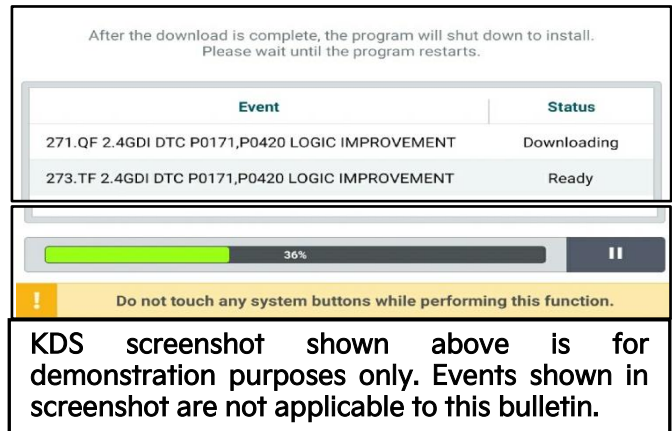 After the download is complete, the program will shut down to install.
Please wait until the program restarts.
Event Status
271.QF 2.4GDI DTC P0171,P0420 LOGIC IMPROVEMENT Downloading
273.TF 2.4GDI DTC P0171,P0420 LOGIC IMPROVEMENT Ready
36%
! Do not touch any system buttons while performing this function.
KDS screenshot shown above is for
demonstration purposes only. Events shown in
screenshot are not applicable to this bulletin.